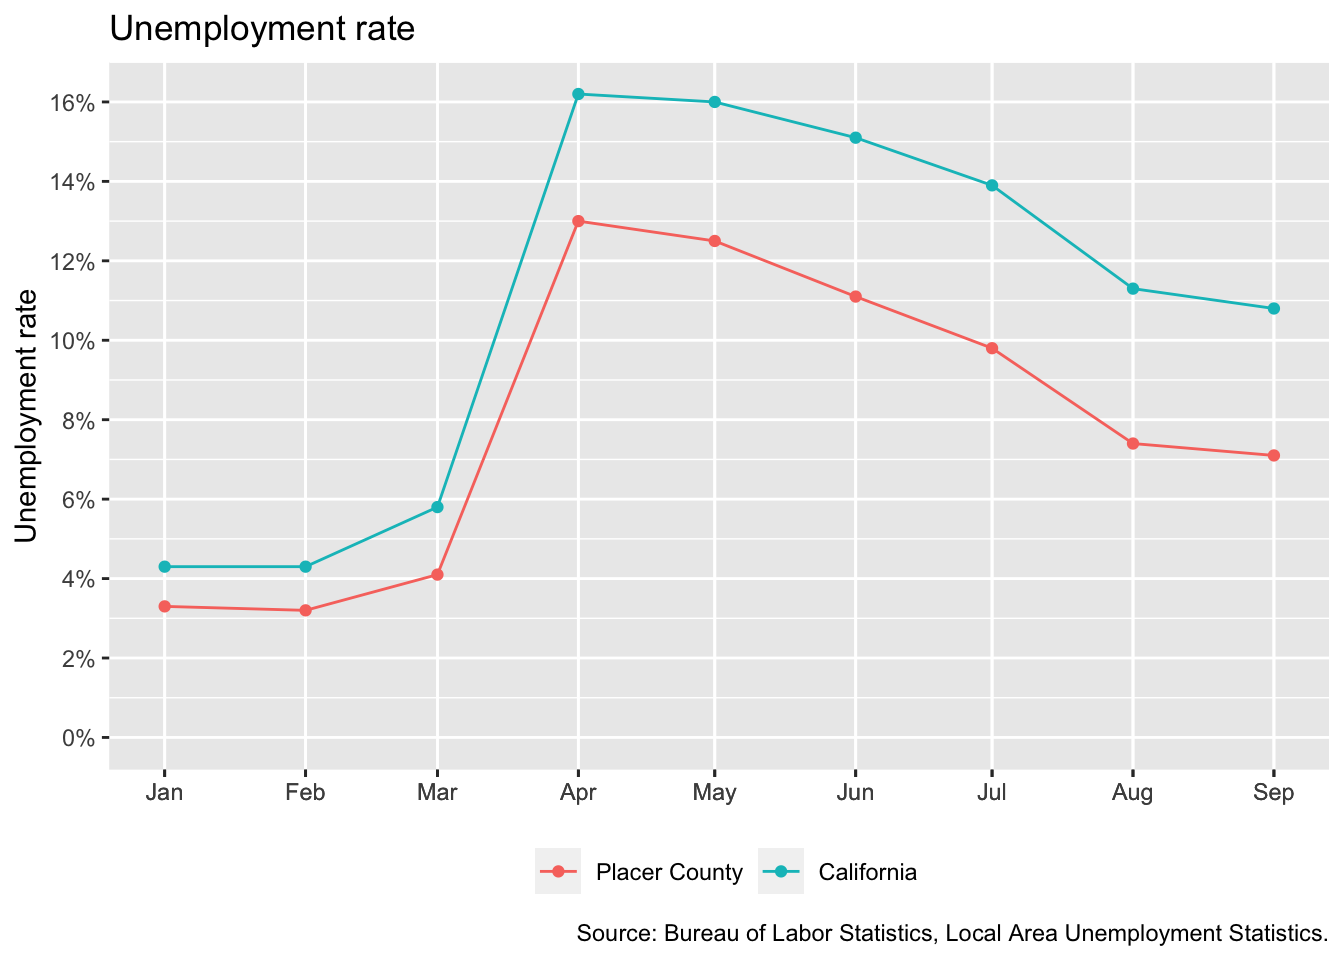 Unemployment rate
Unemployment rate
16%
14%
12%
10%
8%
6%
4%
2%
0%
Jan Feb Mar Apr May Jun Jul Aug Sep
Placer County California
Source: Bureau of Labor Statistics, Local Area Unemployment Statistics.